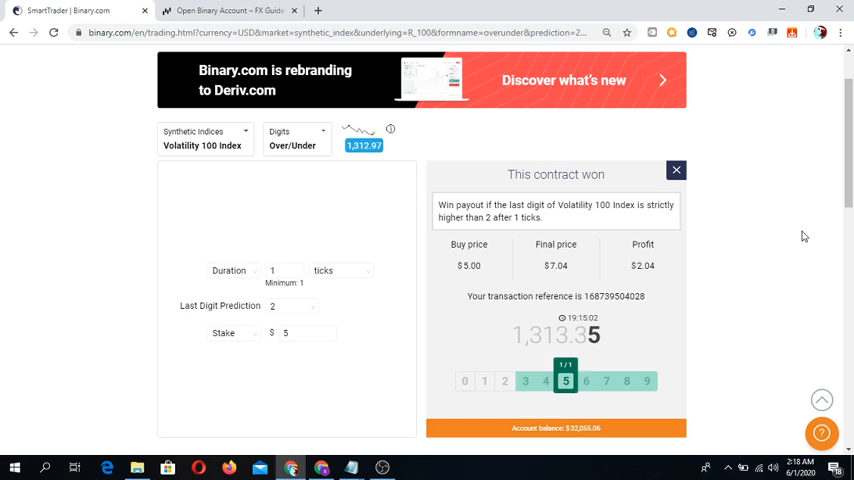 SmartTrader | Binary.com
Open Binary Account – FX Guide
binary.com/en/trading.html?currency=USD&market=synthetic_index&underlying=R_100&formname=overunder&prediction=2...
Binary.com is rebranding
to Deriv.com
Discover what's new
Synthetic Indices
Volatility 100 Index
Digits
Over/Under
1,312.97
This contract won
Win payout if the last digit of Volatility 100 Index is strictly
higher than 2 after 1 ticks.
Buy price
Final price
Profit
$5.00
$7.04
$2.04
Your transaction reference is 168739504028
19:15:02
1,313.35
1/1
0 1 2 3 4 5 6 7 8 9
Account balance: $32,055.06
Duration 1 ticks
Minimum: 1
Last Digit Prediction 2
Stake $ 5
2:18 AM
6/1/2020
18